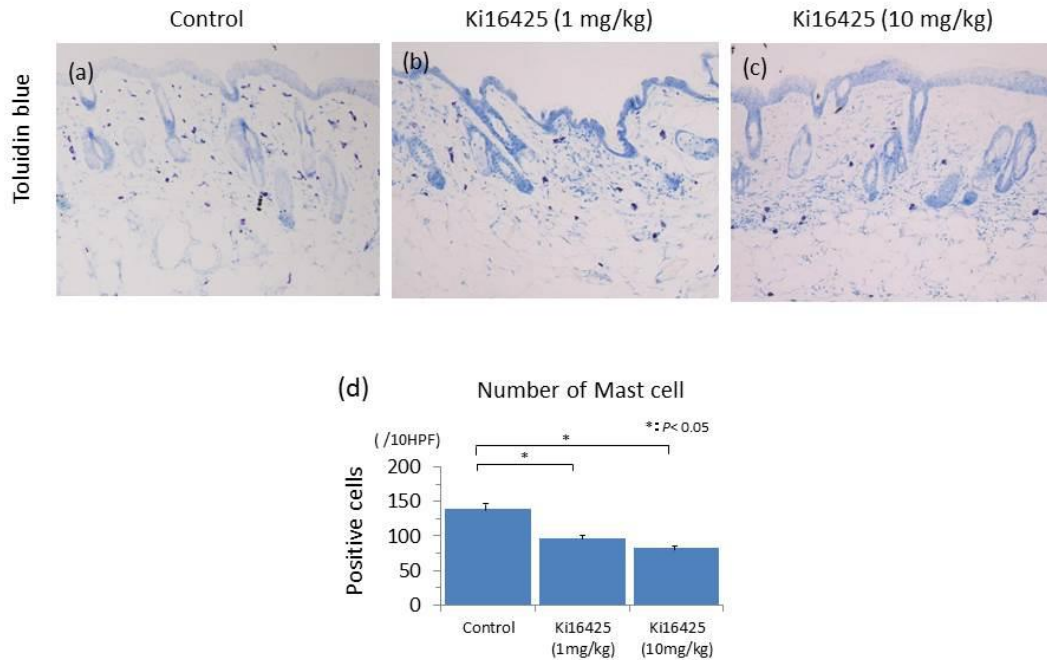 Control
Ki16425 (1 mg/kg)
Ki16425 (10 mg/kg)
Toluidin blue
(a)
(b)
(c)
(d)
Number of Mast cell
*: P< 0.05
( /10HPF)
*
*
Positive cells
200
150
100
50
0
Control
Ki16425
(1mg/kg)
Ki16425
(10mg/kg)